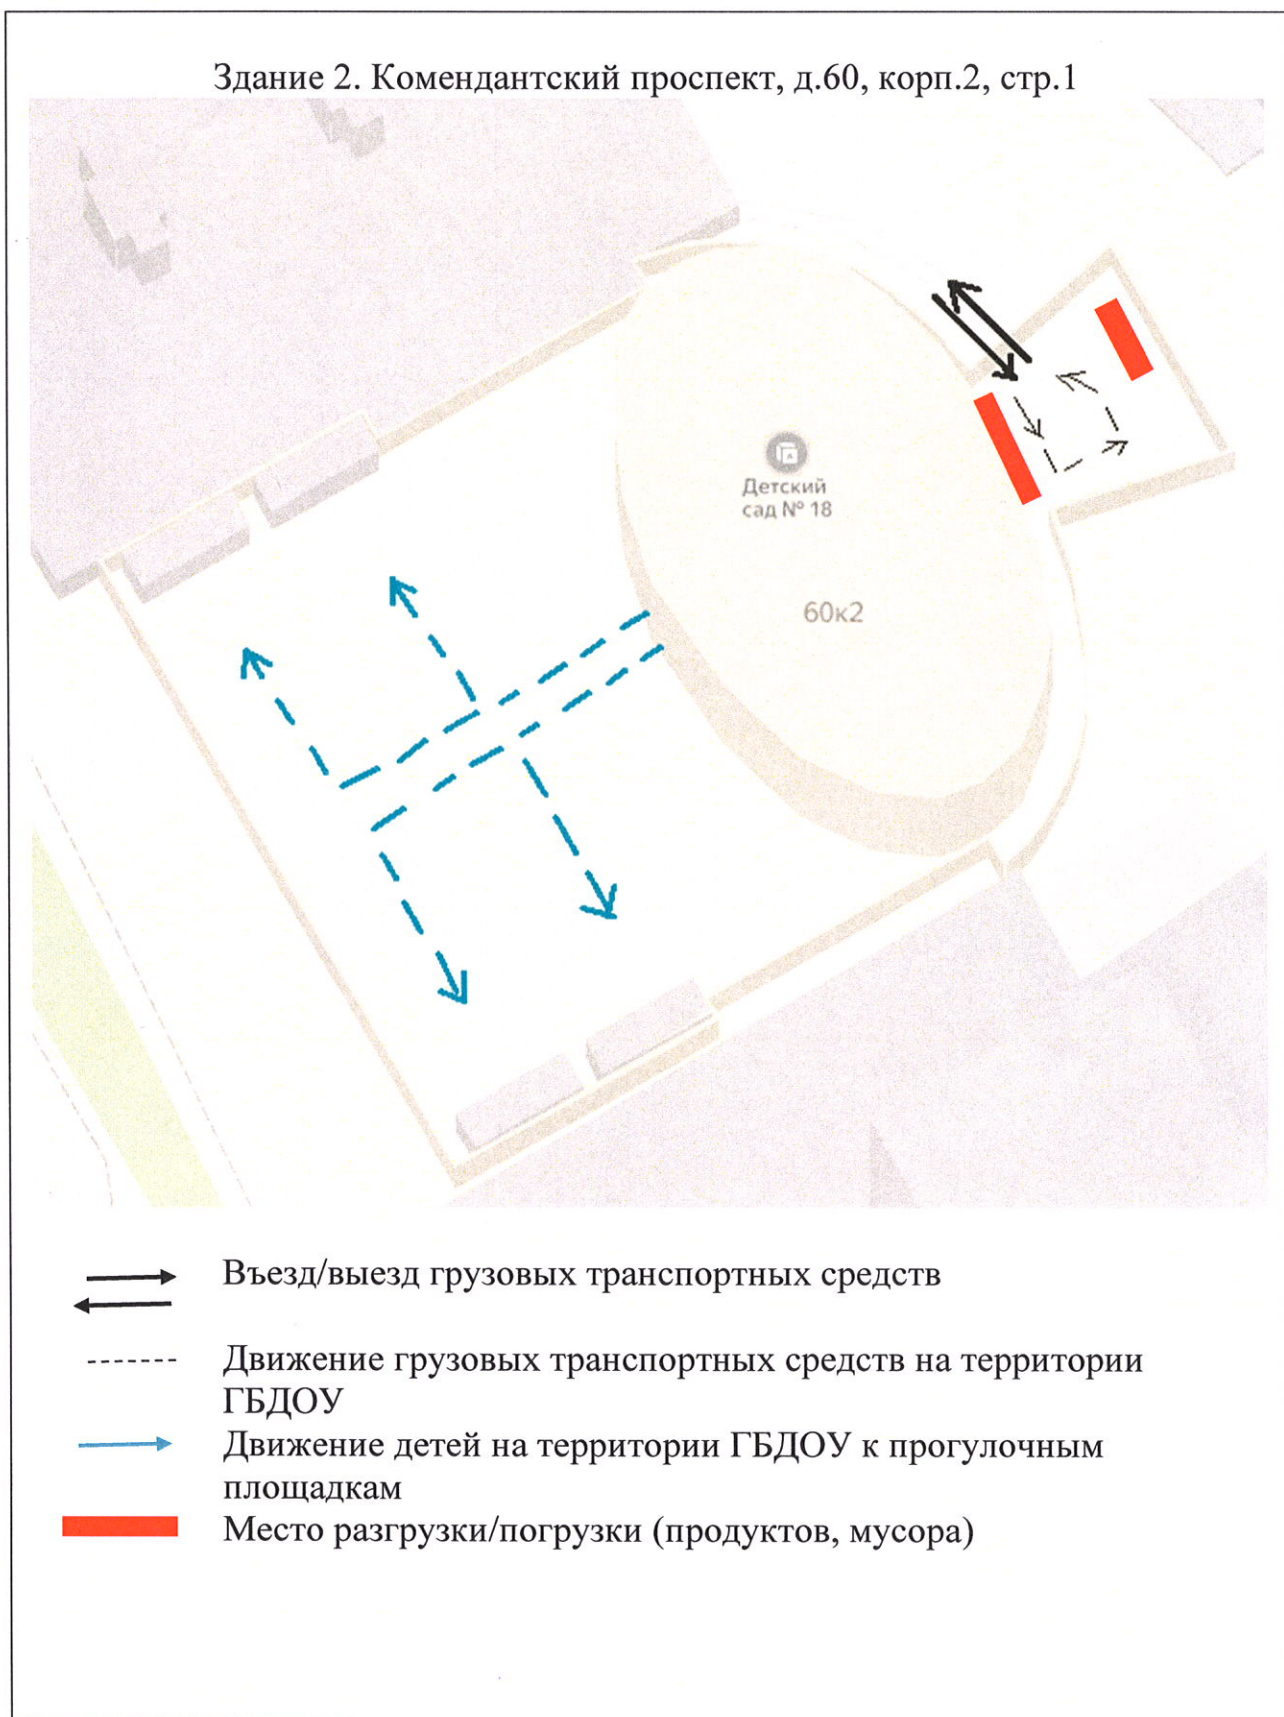 Здание 2. Комендантский проспект, д.60, корп.2, стр.1
Детский
сад № 18
60к2
Въезд/выезд грузовых транспортных средств
Движение грузовых транспортных средств на территории
ГБДОУ
Движение детей на территории ГБДОУ к прогулочным
площадкам
Место разгрузки/погрузки (продуктов, мусора)